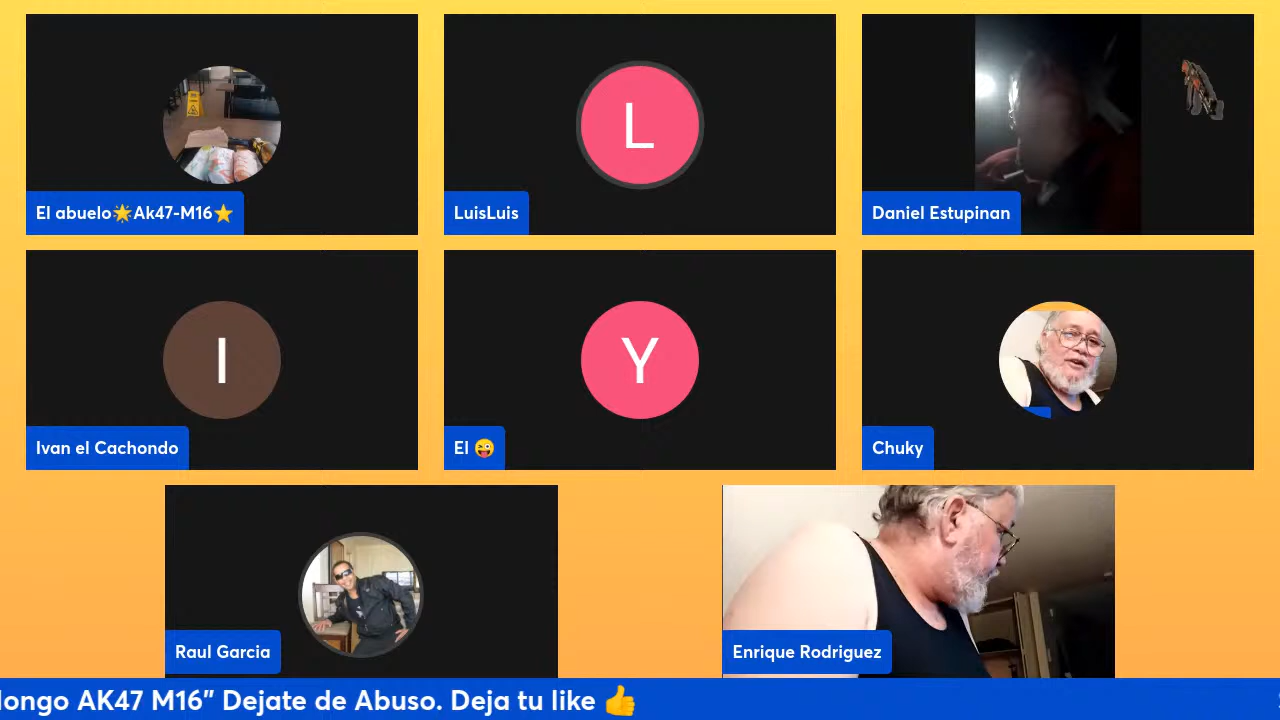 El abuelo🌟Ak47-M16⭐
L
LuisLuis
Daniel Estupinan
I
Ivan el Cachondo
Y
El 😜
Chuky
Raul Garcia
Enrique Rodriguez
longo AK47 M16” Dejate de Abuso. Deja tu like 👍